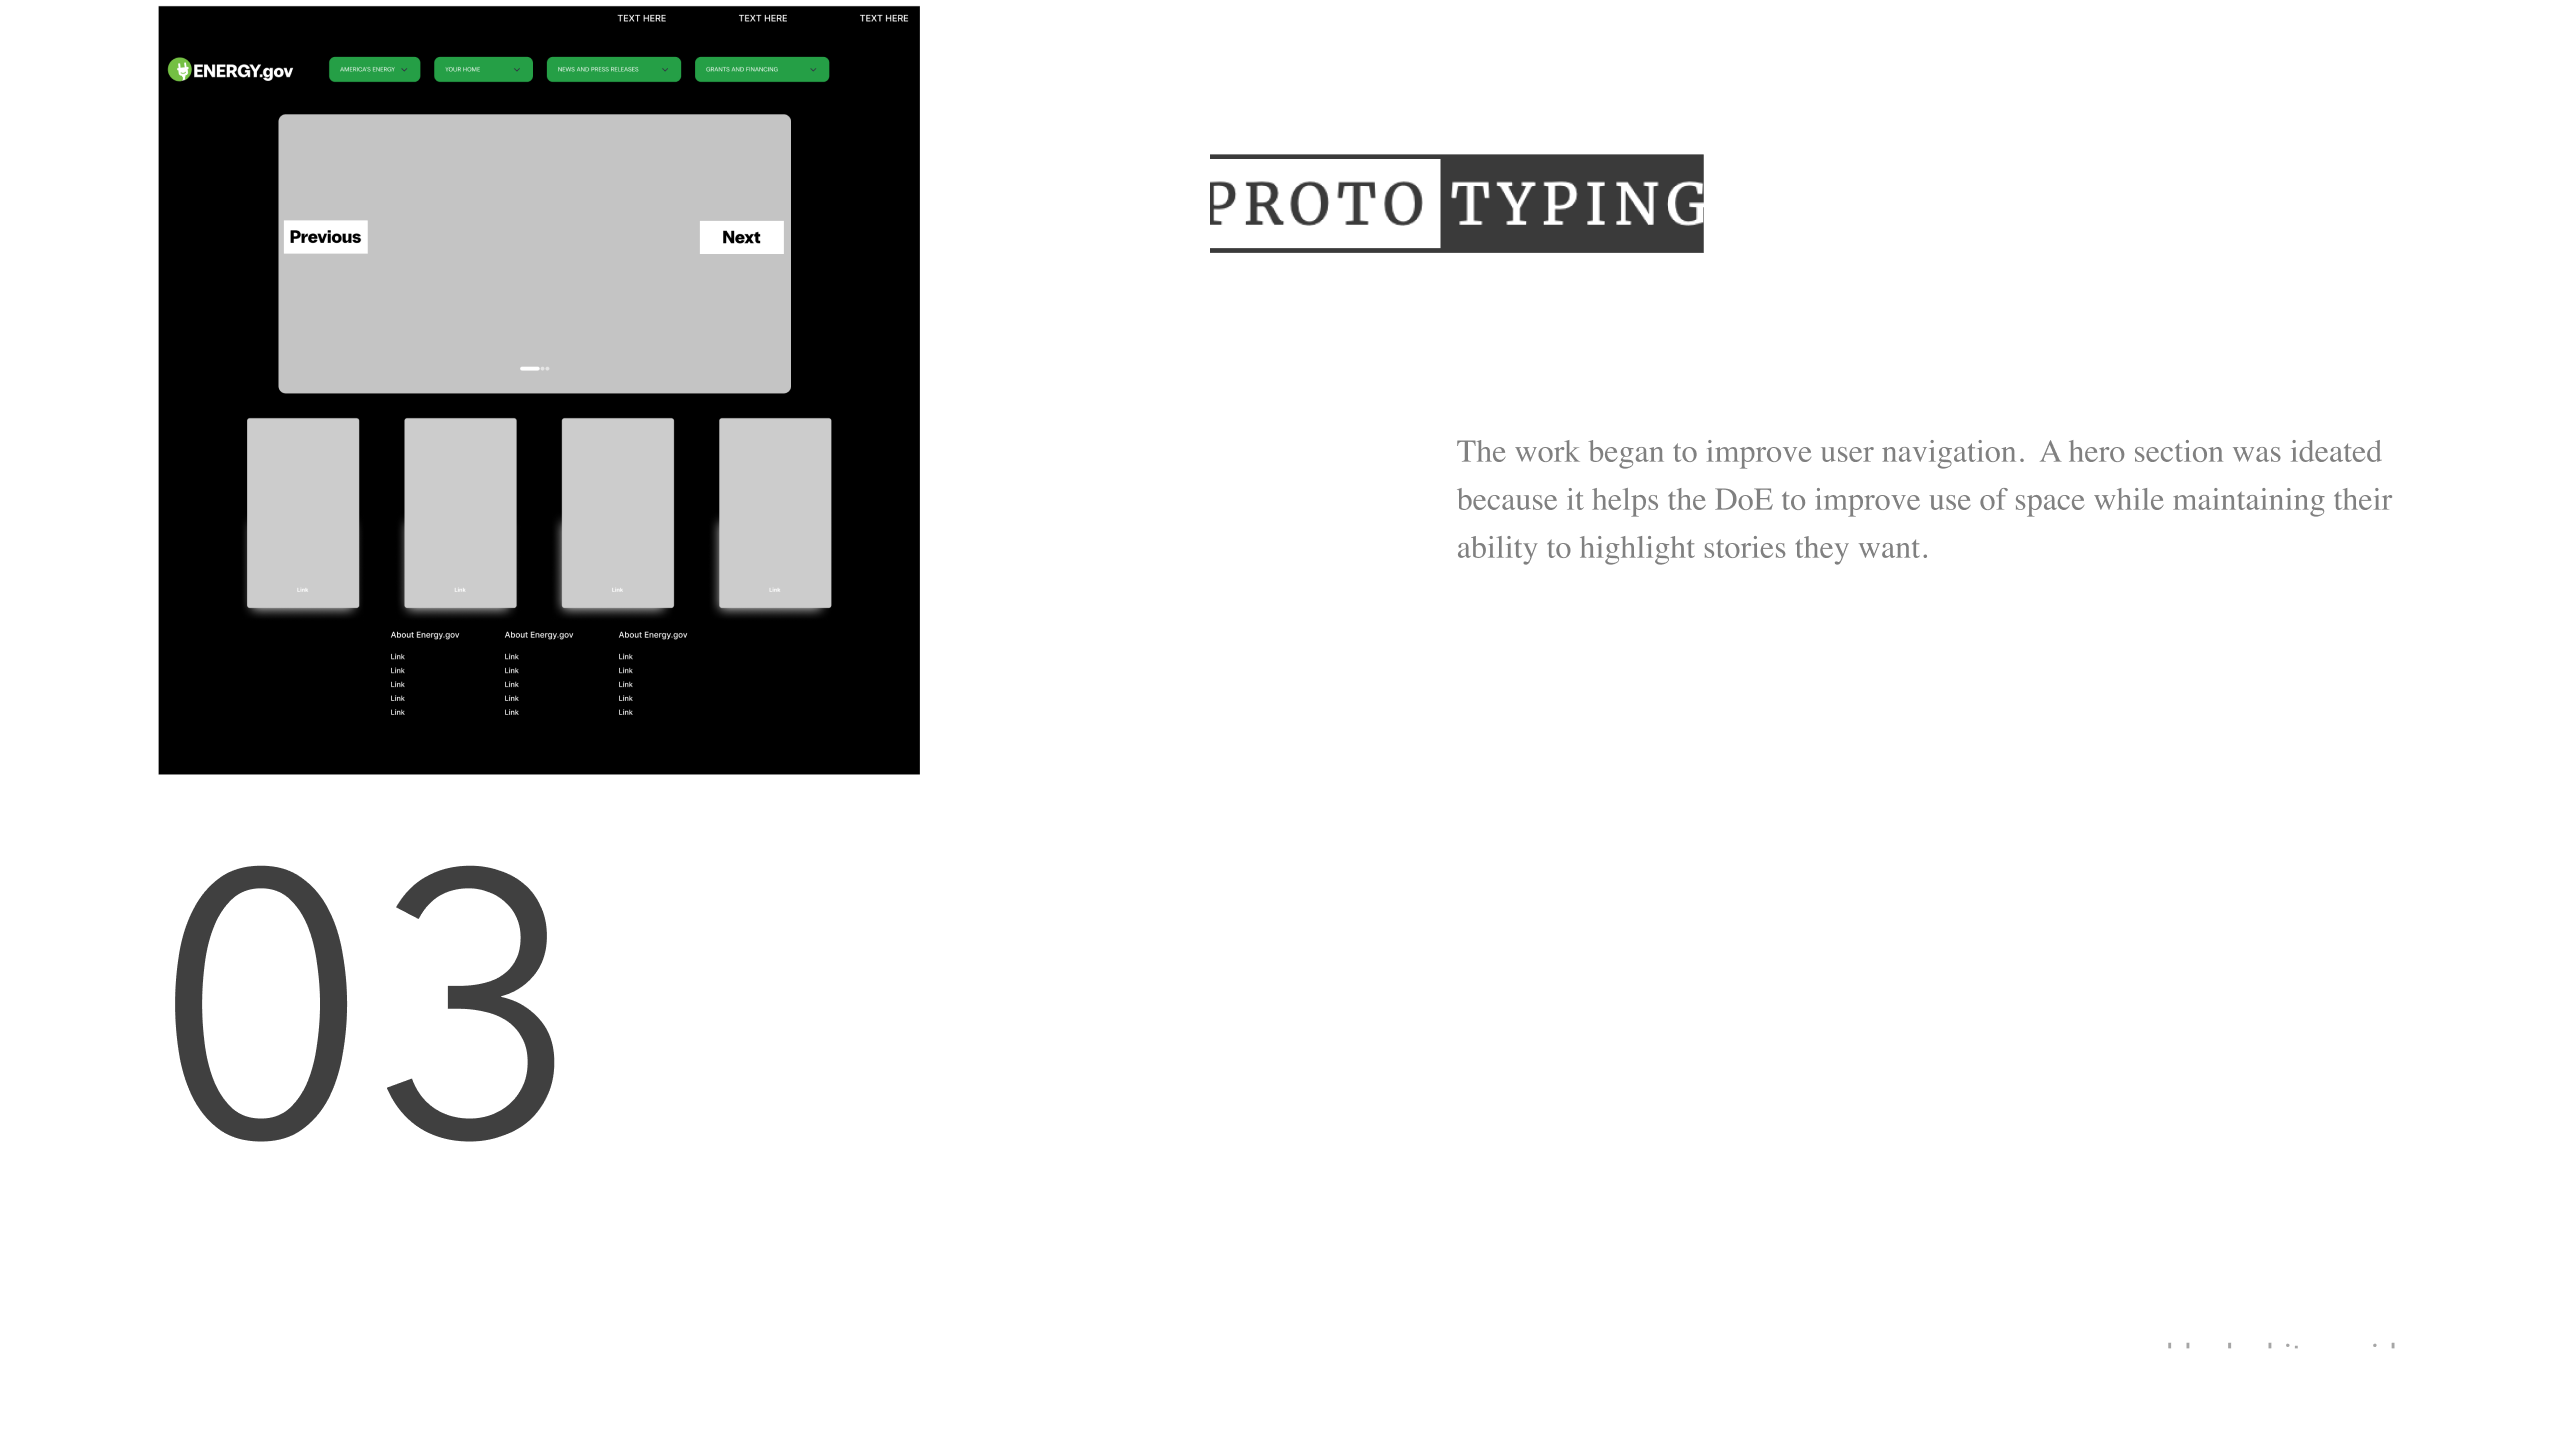 TEXT HERE TEXT HERE TEXT HERE
ENERGY.gov AMERICA'S ENERGY YOUR HOME NEWS AND PRESS RELEASES GRANTS AND FINANCING
Previous Next
Link Link Link Link
About Energy.gov About Energy.gov About Energy.gov
Link Link Link
Link Link Link
Link Link Link
Link Link Link
Link Link Link
03
PROTO TYPING
The work began to improve user navigation. A hero section was ideated
because it helps the DoE to improve use of space while maintaining their
ability to highlight stories they want.